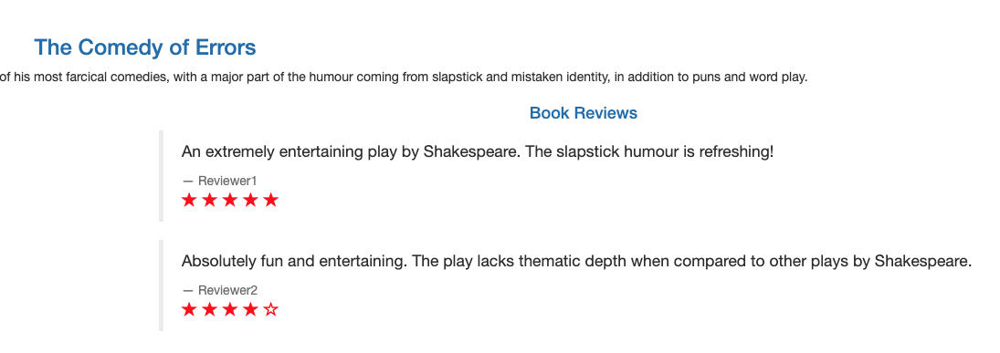 The Comedy of Errors
of his most farcical comedies, with a major part of the humour coming from slapstick and mistaken identity, in addition to puns and word play.
Book Reviews
An extremely entertaining play by Shakespeare. The slapstick humour is refreshing!
— Reviewer1
★★★★★
Absolutely fun and entertaining. The play lacks thematic depth when compared to other plays by Shakespeare.
— Reviewer2
★★★★☆